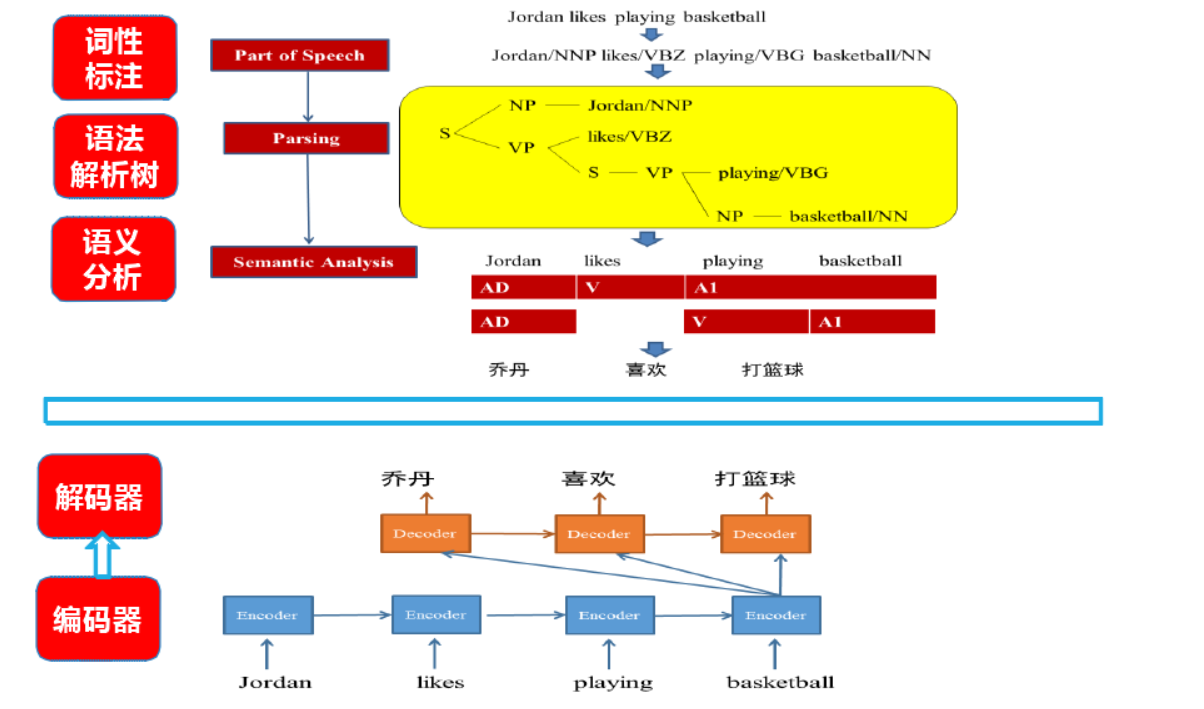 Jordan likes playing basketball
词性
标注
Part of Speech
Jordan/NNP likes/VBZ playing/VBG basketball/NN
NP
Jordan/NNP
S
likes/VBZ
VP
语法
解析树
Parsing
S
VP
playing/VBG
NP
basketball/NN
语义
分析
Semantic Analysis
Jordan likes playing basketball
AD V A1
AD V A1
乔丹 喜欢 打篮球
解码器
乔丹 喜欢 打篮球
Decoder Decoder Decoder
编码器
Encoder Encoder Encoder Encoder
Jordan likes playing basketball